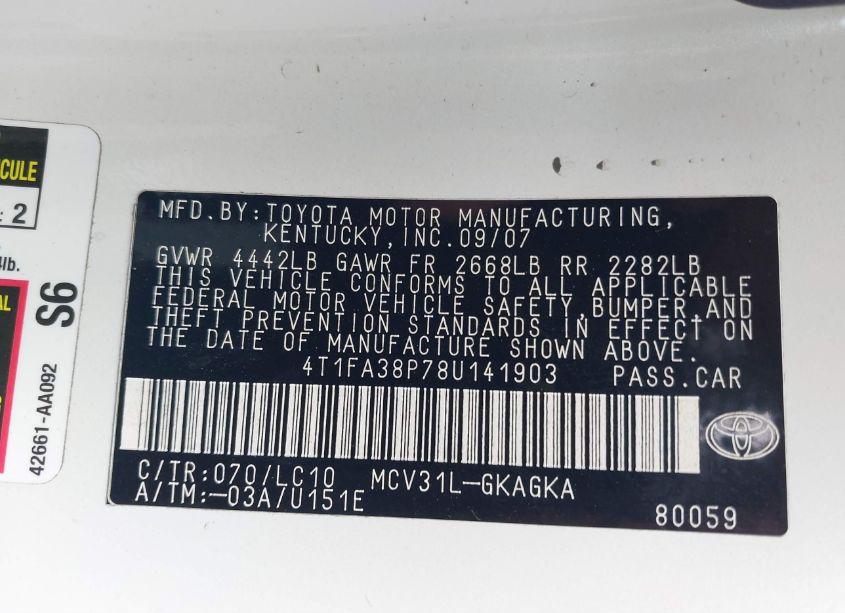 CULE
: 2
lb.
AL
S6
42661-AA092
MFD.BY:TOYOTA MOTOR MANUFACTURING,
KENTUCKY,INC.09/07
GVWR 4442LB GAWR FR 2668LB RR 2282LB
THIS VEHICLE CONFORMS TO ALL APPLICABLE
FEDERAL MOTOR VEHICLE SAFETY,BUMPER,AND
THEFT PREVENTION STANDARDS IN EFFECT ON
THE DATE OF MANUFACTURE SHOWN ABOVE.
4T1FA38P78U141903 PASS.CAR
C/TR:070/LC10 MCV31L-GKAGKA
A/TM:-03A/U151E
80059